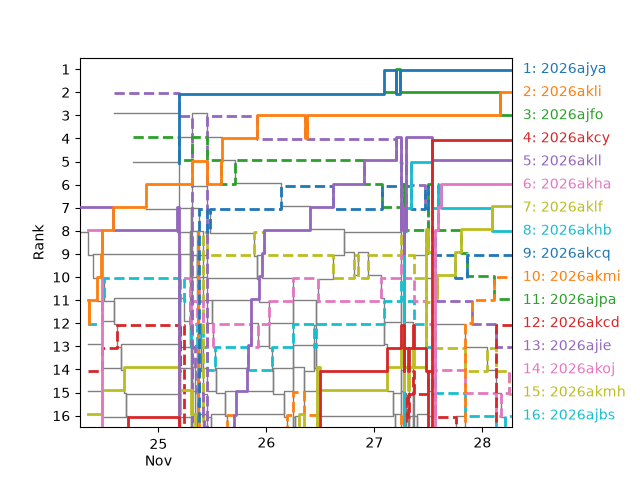 1
2
3
4
5
6
7
8
9
10
11
12
13
14
15
16
Rank
25
26
27
28
Nov
1: 2026ajya
2: 2026akli
3: 2026ajfo
4: 2026akcy
5: 2026akll
6: 2026akha
7: 2026aklf
8: 2026akhb
9: 2026akcq
10: 2026akmi
11: 2026ajpa
12: 2026akcd
13: 2026ajie
14: 2026akoj
15: 2026akmh
16: 2026ajbs